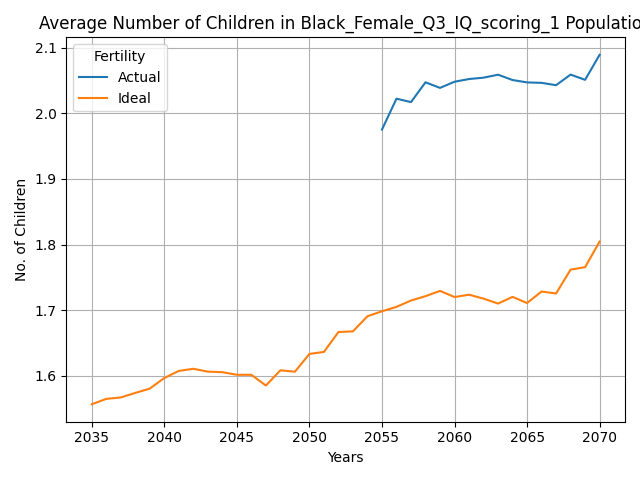 Average Number of Children in Black_Female_Q3_IQ_scoring_1 Populatio
Fertility
Actual
Ideal
No. of Children
2.1
2.0
1.9
1.8
1.7
1.6
2035 2040 2045 2050 2055 2060 2065 2070
Years